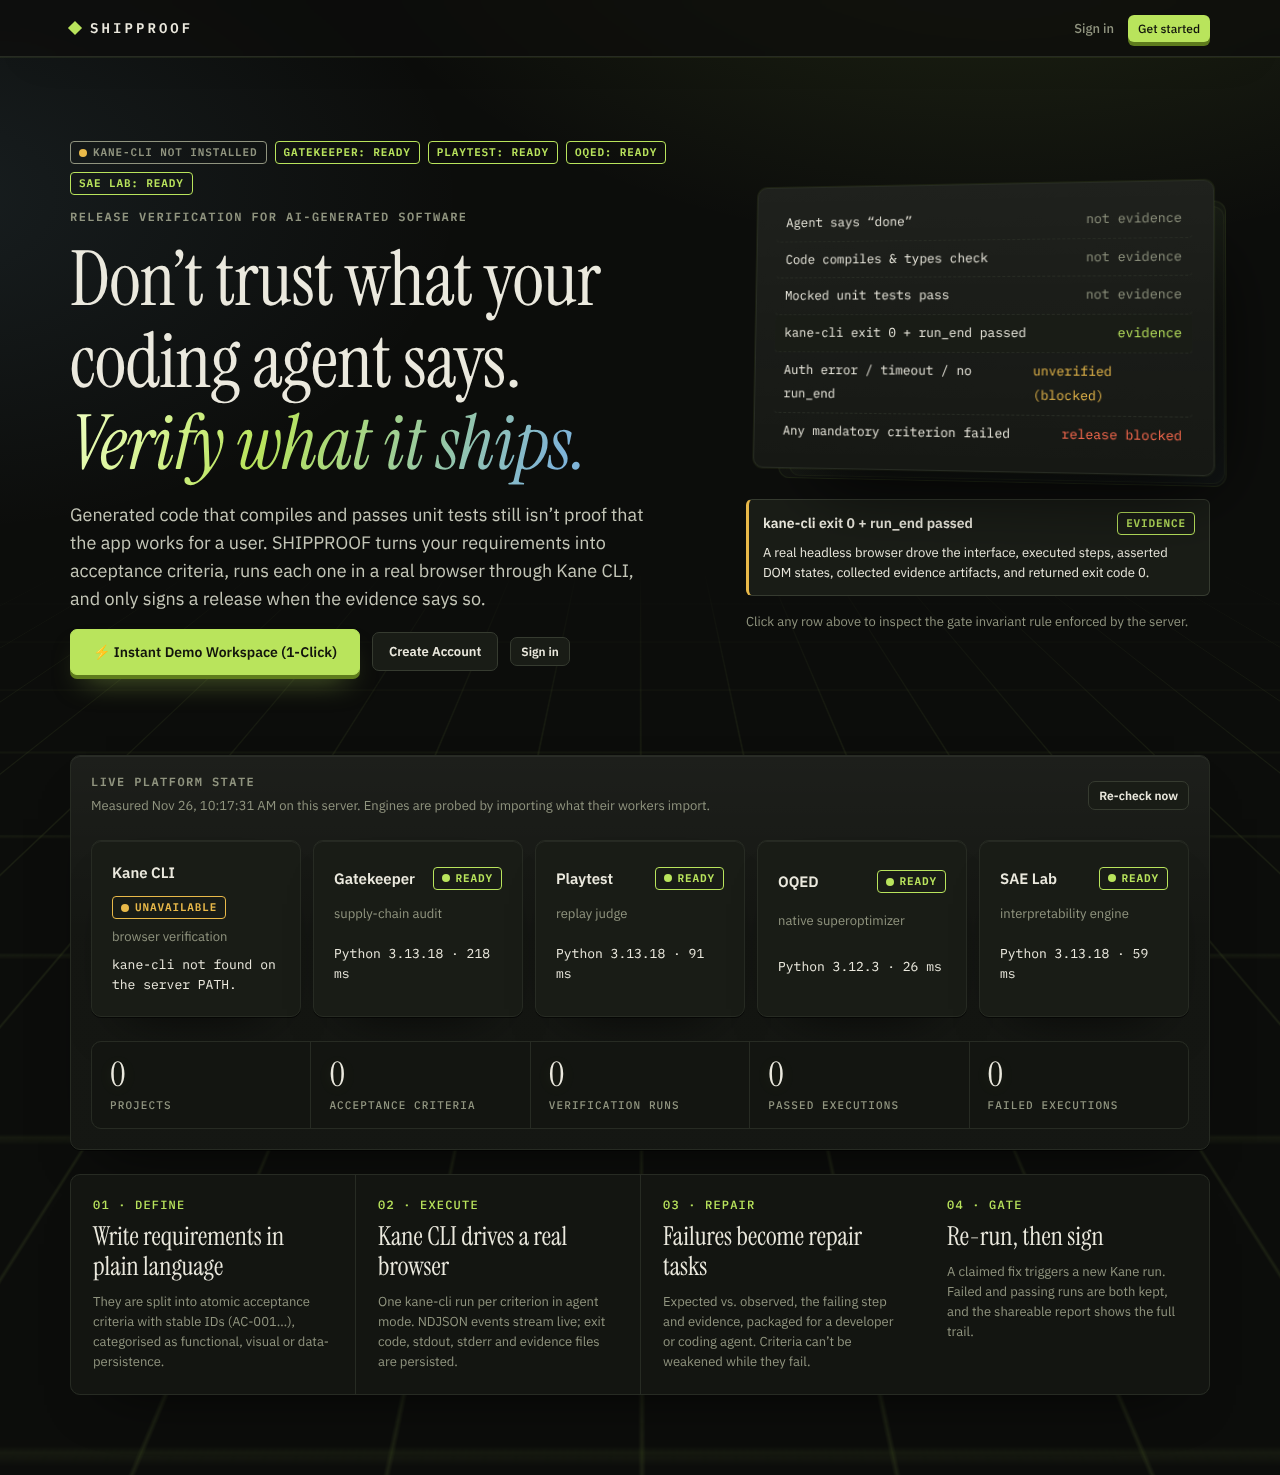 SHIPPROOF
Sign in
Get started
KANE-CLI NOT INSTALLED
GATEKEEPER: READY
PLAYTEST: READY
OQED: READY
SAE LAB: READY
RELEASE VERIFICATION FOR AI-GENERATED SOFTWARE
Don’t trust what your
coding agent says.
Verify what it ships.
Generated code that compiles and passes unit tests still isn’t proof that
the app works for a user. SHIPPROOF turns your requirements into
acceptance criteria, runs each one in a real browser through Kane CLI,
and only signs a release when the evidence says so.
⚡ Instant Demo Workspace (1-Click)
Create Account
Sign in
Agent says “done”
not evidence
Code compiles & types check
not evidence
Mocked unit tests pass
not evidence
kane-cli exit 0 + run_end passed
evidence
Auth error / timeout / no
run_end
unverified
(blocked)
Any mandatory criterion failed
release blocked
kane-cli exit 0 + run_end passed
EVIDENCE
A real headless browser drove the interface, executed steps, asserted
DOM states, collected evidence artifacts, and returned exit code 0.
Click any row above to inspect the gate invariant rule enforced by the server.
LIVE PLATFORM STATE
Measured Nov 26, 10:17:31 AM on this server. Engines are probed by importing what their workers import.
Re-check now
Kane CLI
UNAVAILABLE
browser verification
kane-cli not found on
the server PATH.
Gatekeeper
READY
supply-chain audit
Python 3.13.18 · 218
ms
Playtest
READY
replay judge
Python 3.13.18 · 91
ms
OQED
READY
native superoptimizer
Python 3.12.3 · 26 ms
SAE Lab
READY
interpretability engine
Python 3.13.18 · 59
ms
0
PROJECTS
0
ACCEPTANCE CRITERIA
0
VERIFICATION RUNS
0
PASSED EXECUTIONS
0
FAILED EXECUTIONS
01 · DEFINE
Write requirements in
plain language
They are split into atomic acceptance
criteria with stable IDs (AC-001…),
categorised as functional, visual or data-
persistence.
02 · EXECUTE
Kane CLI drives a real
browser
One kane-cli run per criterion in agent
mode. NDJSON events stream live; exit
code, stdout, stderr and evidence files
are persisted.
03 · REPAIR
Failures become repair
tasks
Expected vs. observed, the failing step
and evidence, packaged for a developer
or coding agent. Criteria can’t be
weakened while they fail.
04 · GATE
Re-run, then sign
A claimed fix triggers a new Kane run.
Failed and passing runs are both kept,
and the shareable report shows the full
trail.